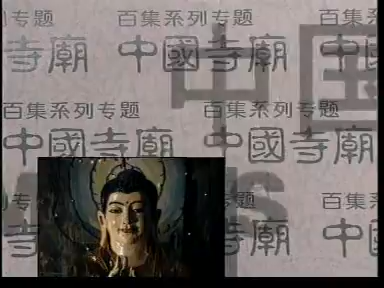 列专题 百集系列专题 百集系
寺廟 中國寺廟 中國
中国
百集系列专题 百集系列专题
中國寺廟 中國寺廟
专 专题 百集系列
寺廟 中國
S